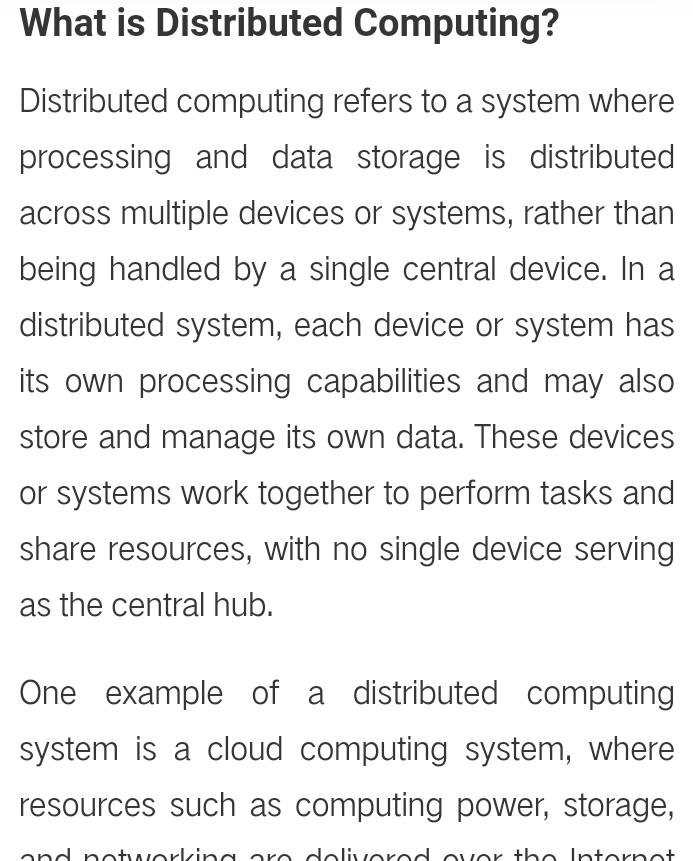 What is Distributed Computing?
Distributed computing refers to a system where
processing and data storage is distributed
across multiple devices or systems, rather than
being handled by a single central device. In a
distributed system, each device or system has
its own processing capabilities and may also
store and manage its own data. These devices
or systems work together to perform tasks and
share resources, with no single device serving
as the central hub.
One example of a distributed computing
system is a cloud computing system, where
resources such as computing power, storage,
and networking are delivered over the Internet